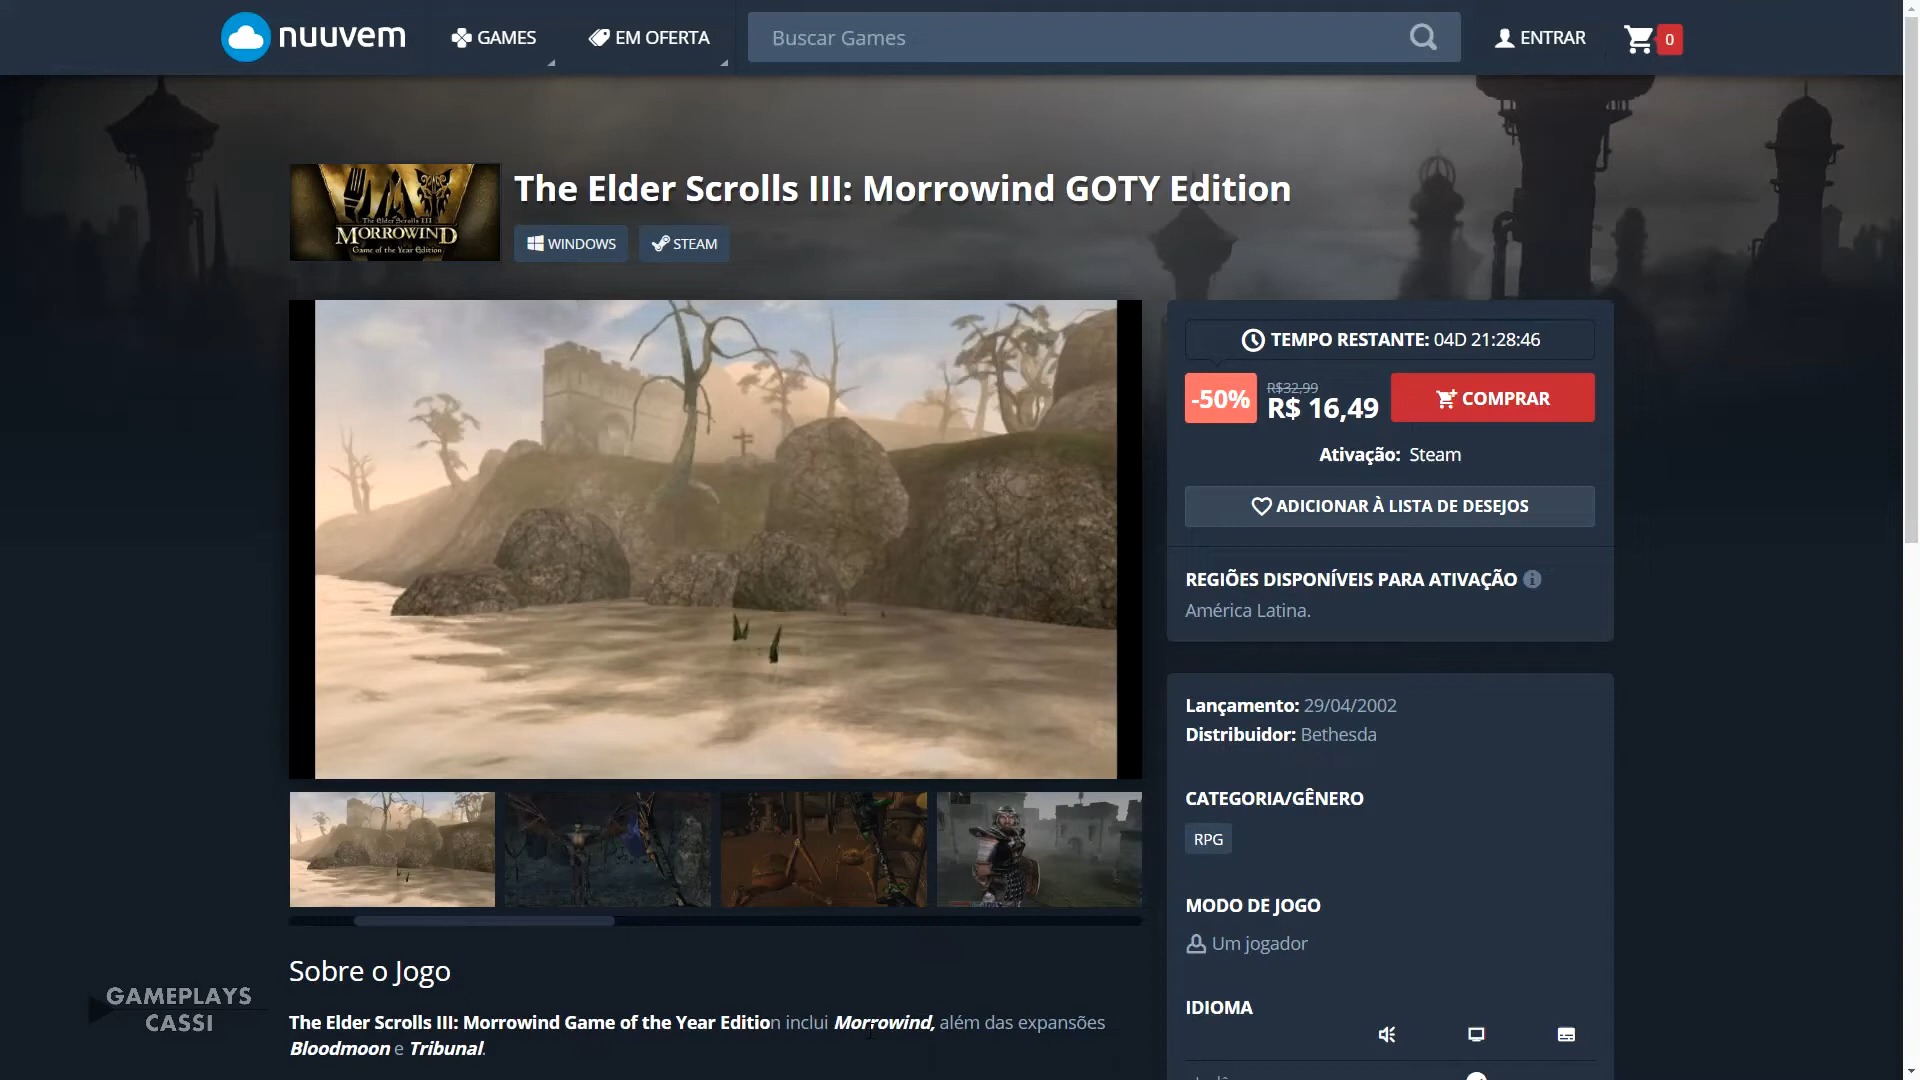 nuuvem
GAMES
EM OFERTA
Buscar Games
ENTRAR
0
The Elder Scrolls III
MORROWIND
Game of the Year Edition
The Elder Scrolls III: Morrowind GOTY Edition
WINDOWS
STEAM
TEMPO RESTANTE: 04D 21:28:46
-50%
R$32,99
R$ 16,49
COMPRAR
Ativação: Steam
ADICIONAR À LISTA DE DESEJOS
REGIÕES DISPONÍVEIS PARA ATIVAÇÃO
América Latina.
Lançamento: 29/04/2002
Distribuidor: Bethesda
CATEGORIA/GÊNERO
RPG
MODO DE JOGO
Um jogador
IDIOMA
Sobre o Jogo
The Elder Scrolls III: Morrowind Game of the Year Edition inclui Morrowind, além das expansões
Bloodmoon e Tribunal.
GAMEPLAYS
CASSI